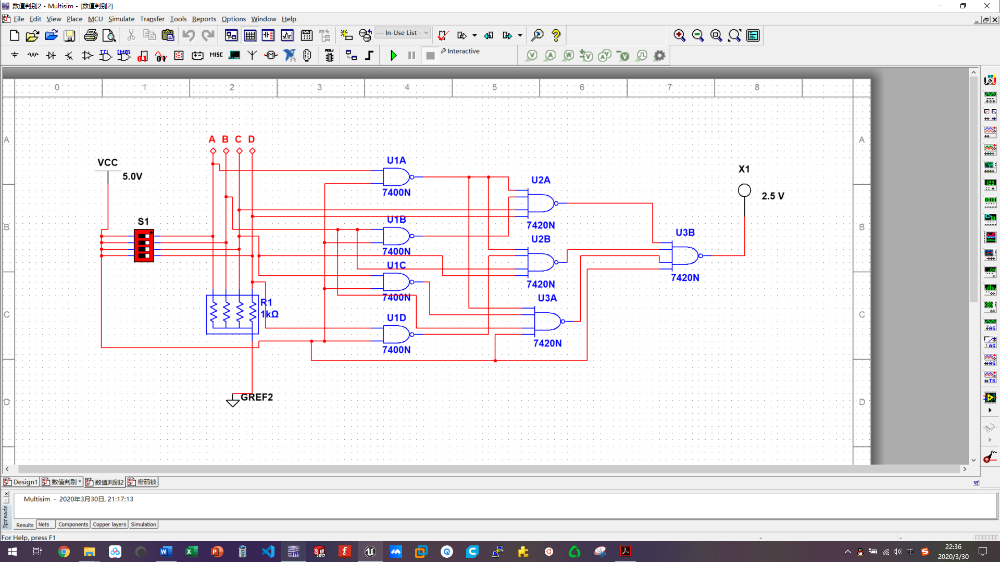 数值判别2 - Multisim - [数值判别2]
File Edit View Place MCU Simulate Transfer Tools Reports Options Window Help
--- In-Use List -
MISC
Interactive
0 1 2 3 4 5 6 7 8
A
B
C
D
A
B
C
D
A B C D
VCC
5.0V
S1
R1
1kΩ
GREF2
U1A
7400N
U1B
7400N
U1C
7400N
U1D
7400N
U2A
7420N
U2B
7420N
U3A
7420N
U3B
7420N
X1
2.5 V
Design1 数值判别 * 数值判别2 密码锁
Multisim - 2020年3月30日, 21:17:13
Spreads
Results Nets Components Copper layers Simulation
For Help, press F1
22:36
2020/3/30